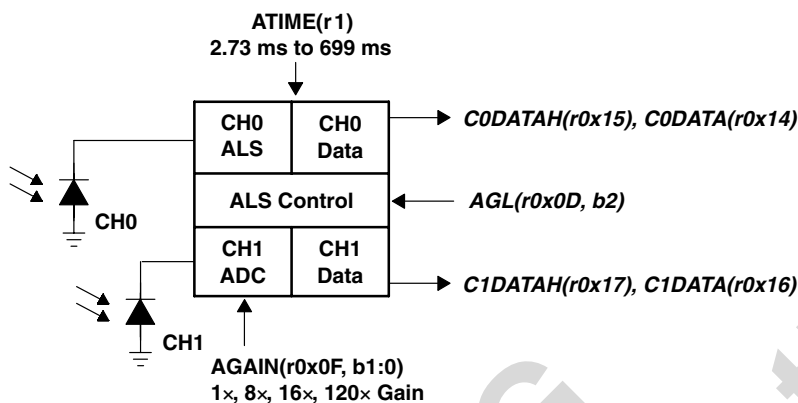 ATIME(r1)
2.73 ms to 699 ms
CH0
ALS
CH0
Data
C0DATAH(r0x15), C0DATA(r0x14)
CH0
ALS Control
AGL(r0x0D, b2)
CH1
ADC
CH1
Data
C1DATAH(r0x17), C1DATA(r0x16)
CH1
AGAIN(r0x0F, b1:0)
1×, 8×, 16×, 120× Gain